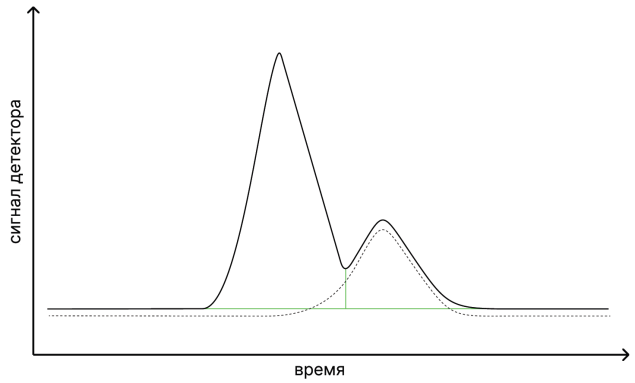 сигнал детектора
время